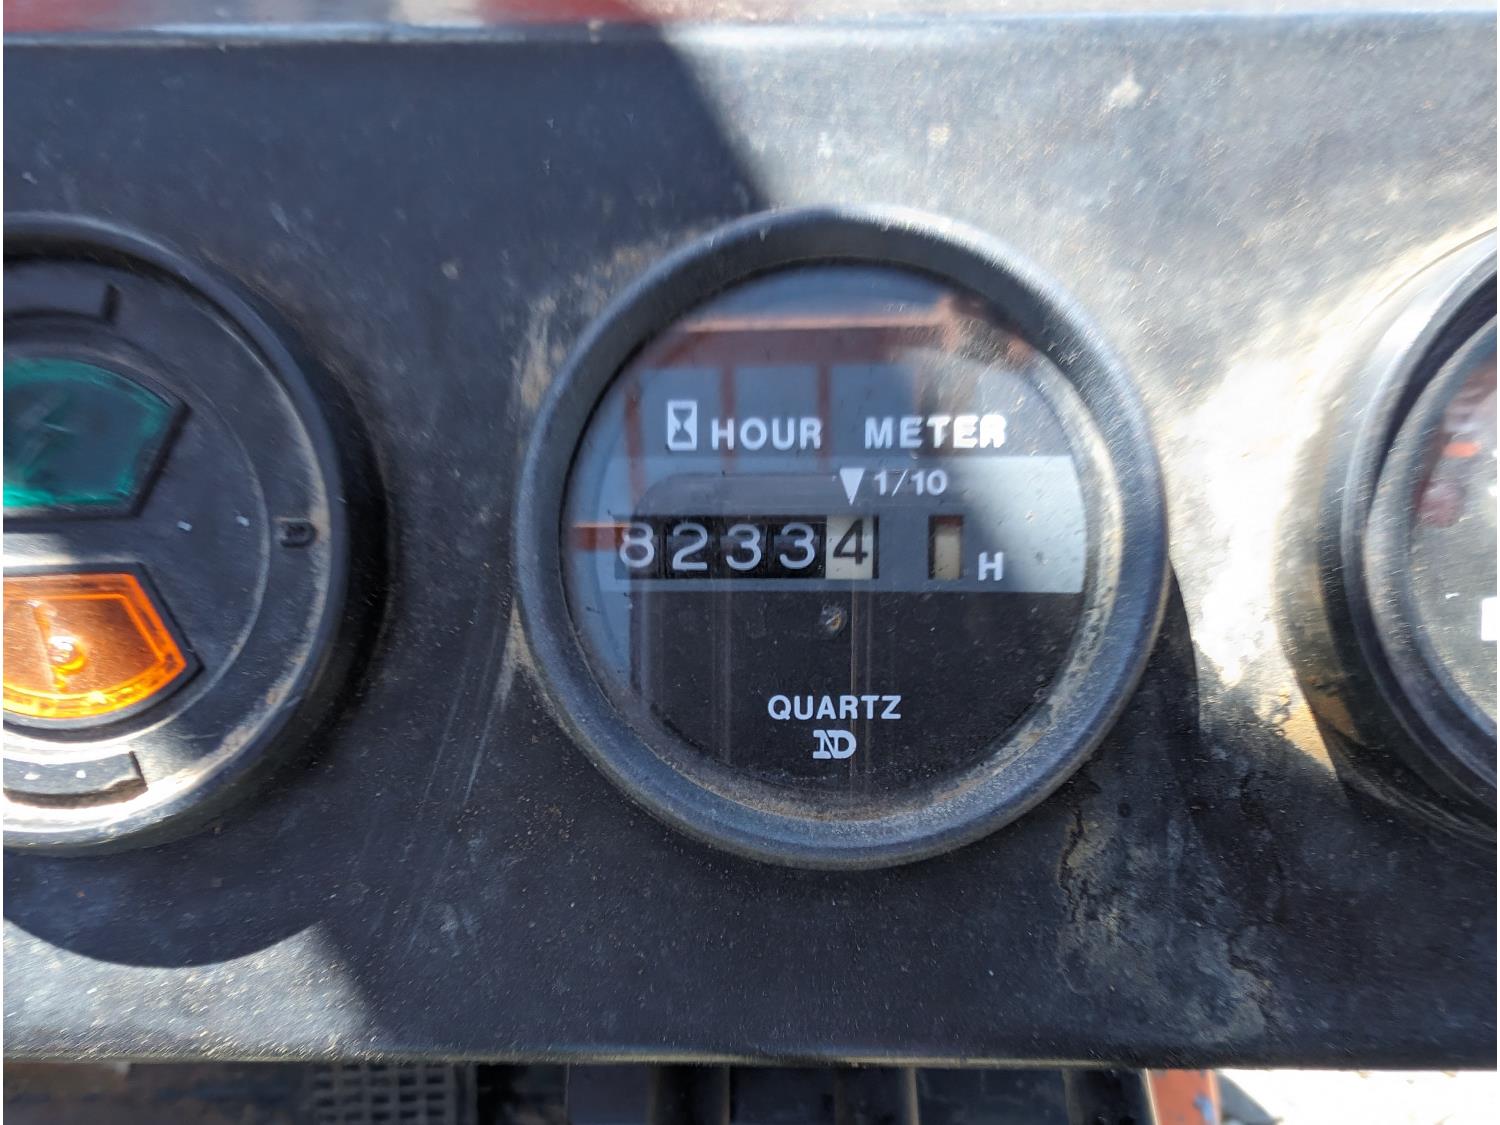 HOUR METER
1/10
82334
H
QUARTZ
ND